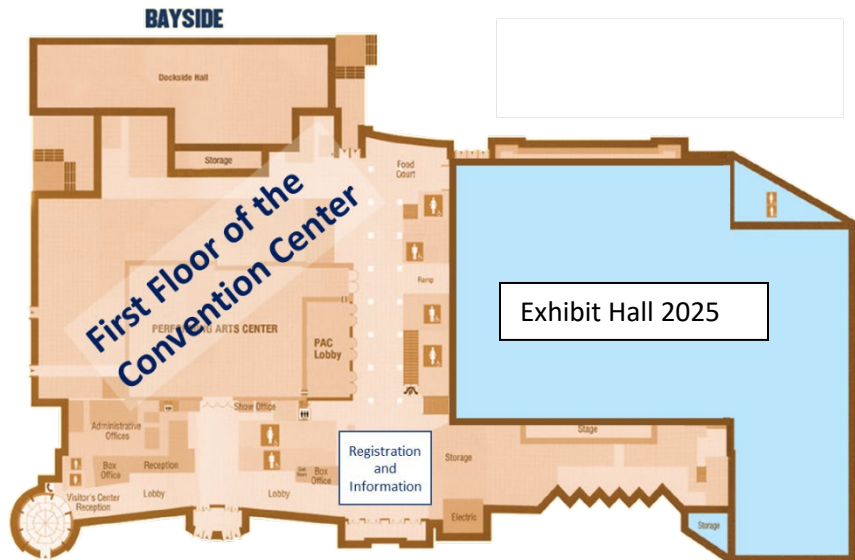 BAYSIDE
Dockside Hall
Storage
Food
Court
First Floor of the
Convention Center
Ramp
Exhibit Hall 2025
PERFORMING ARTS CENTER
PAC
Lobby
Show Office
Administrative
Offices
Stage
Registration
and
Information
Storage
Box
Office
Reception
Box
Office
Visitor's Center
Reception
Lobby
Lobby
Electric
Storage